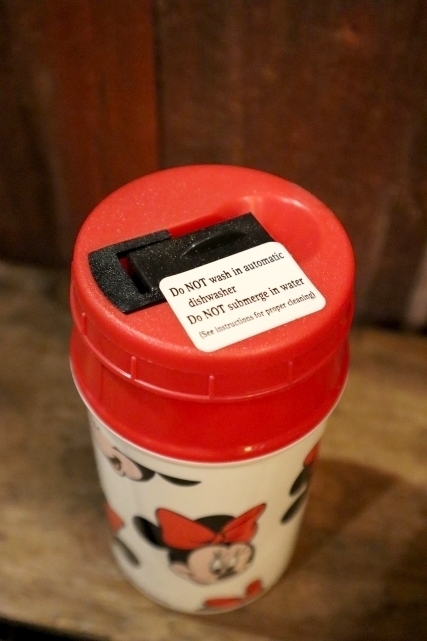 Do NOT wash in automatic
dishwasher
Do NOT submerge in water
(See instructions for proper cleaning)